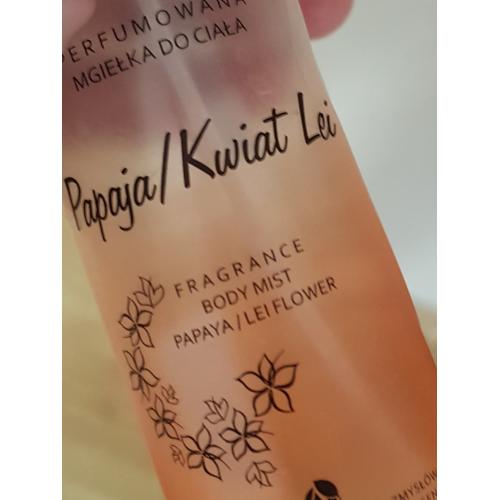 PERFUMOWANA
MGIEŁKA DO CIAŁA
Papaja/Kwiat Lei
FRAGRANCE
BODY MIST
PAPAYA/LEI FLOWER